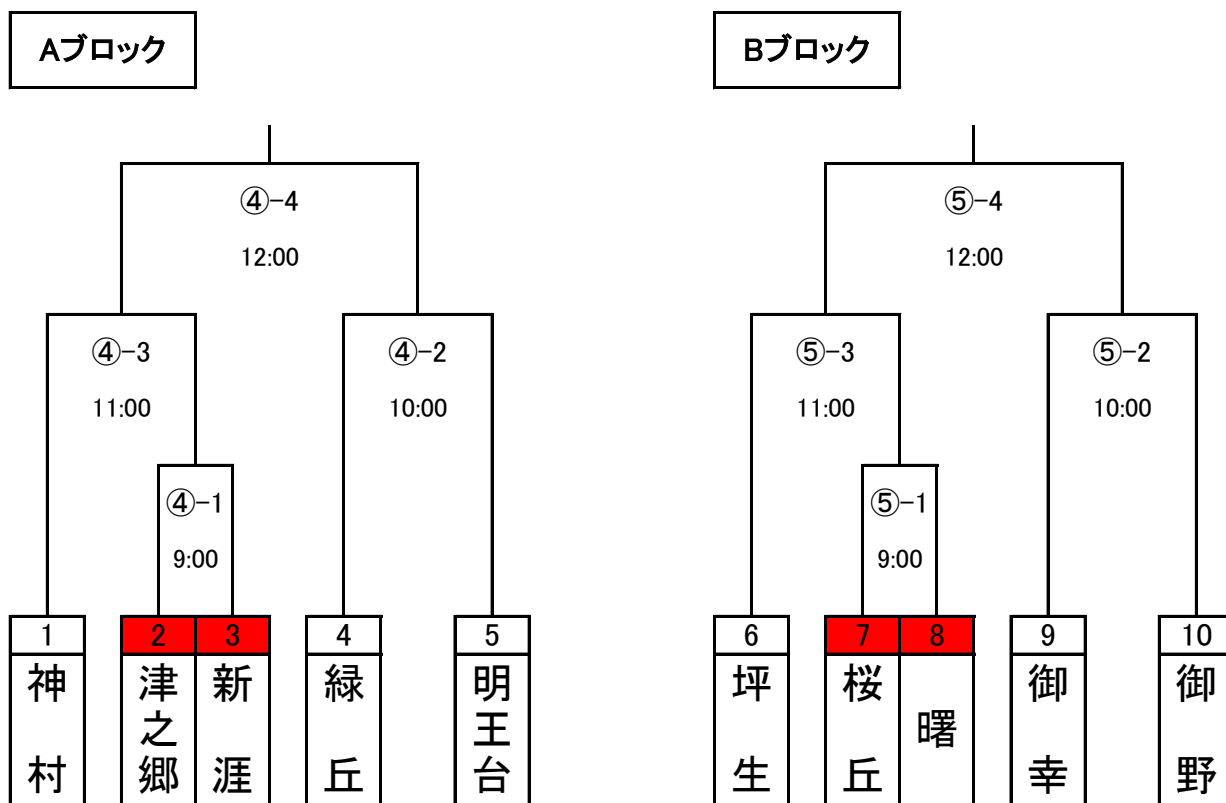 Aブロック
Bブロック
④-4
12:00
⑤-4
12:00
④-3
11:00
④-2
10:00
⑤-3
11:00
⑤-2
10:00
④-1
9:00
⑤-1
9:00
1
2
3
4
5
6
7
8
9
10
神村
津之郷
新涯
緑丘
明王台
坪生
桜丘
曙
御幸
御野